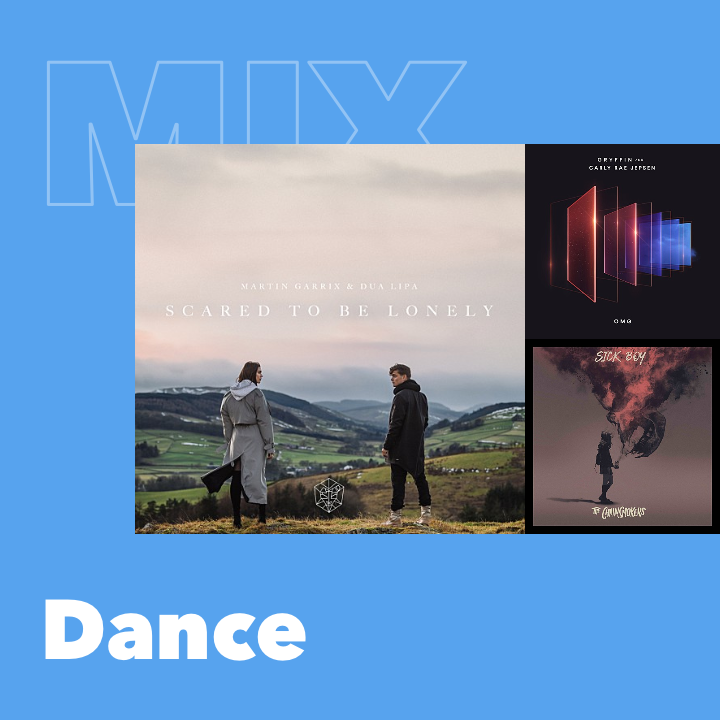 MIX
MARTIN GARRIX & DUA LIPA
SCARED TO BE LONELY
GRYFFIN AND
CARLY RAE JEPSEN
OMG
SICK BOY
THE CHAINSMOKERS
Dance